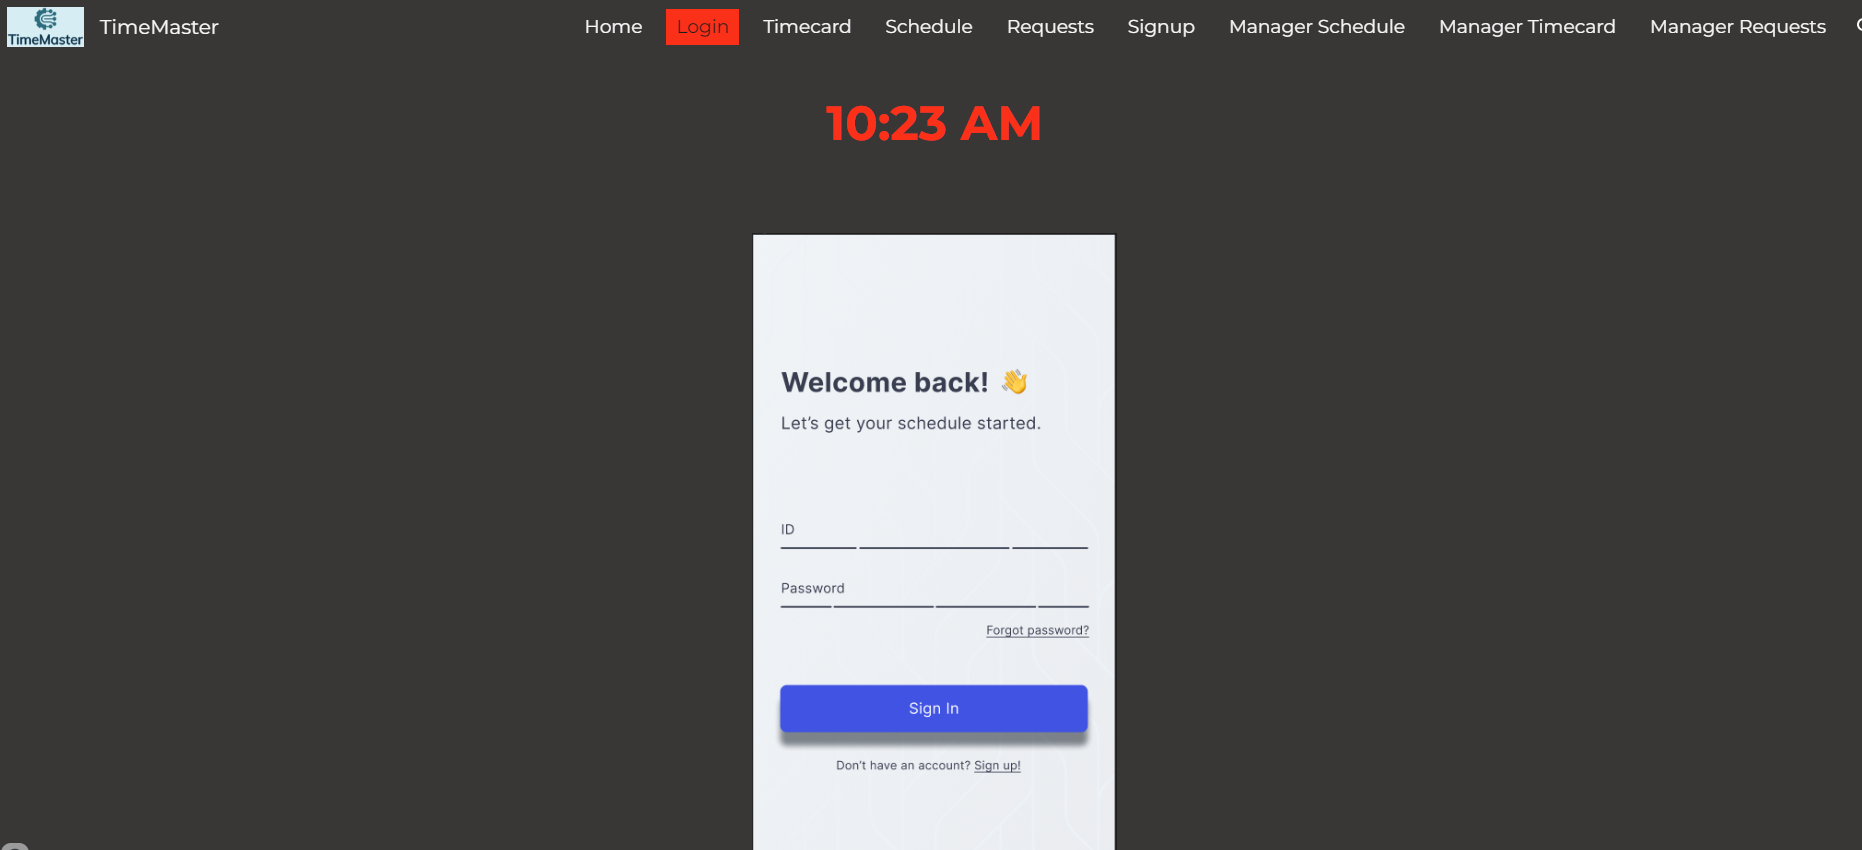 TimeMaster
TimeMaster
Home Login Timecard Schedule Requests Signup Manager Schedule Manager Timecard Manager Requests
10:23 AM
Welcome back! 👋
Let's get your schedule started.
ID
Password
Forgot password?
Sign In
Don't have an account? Sign up!